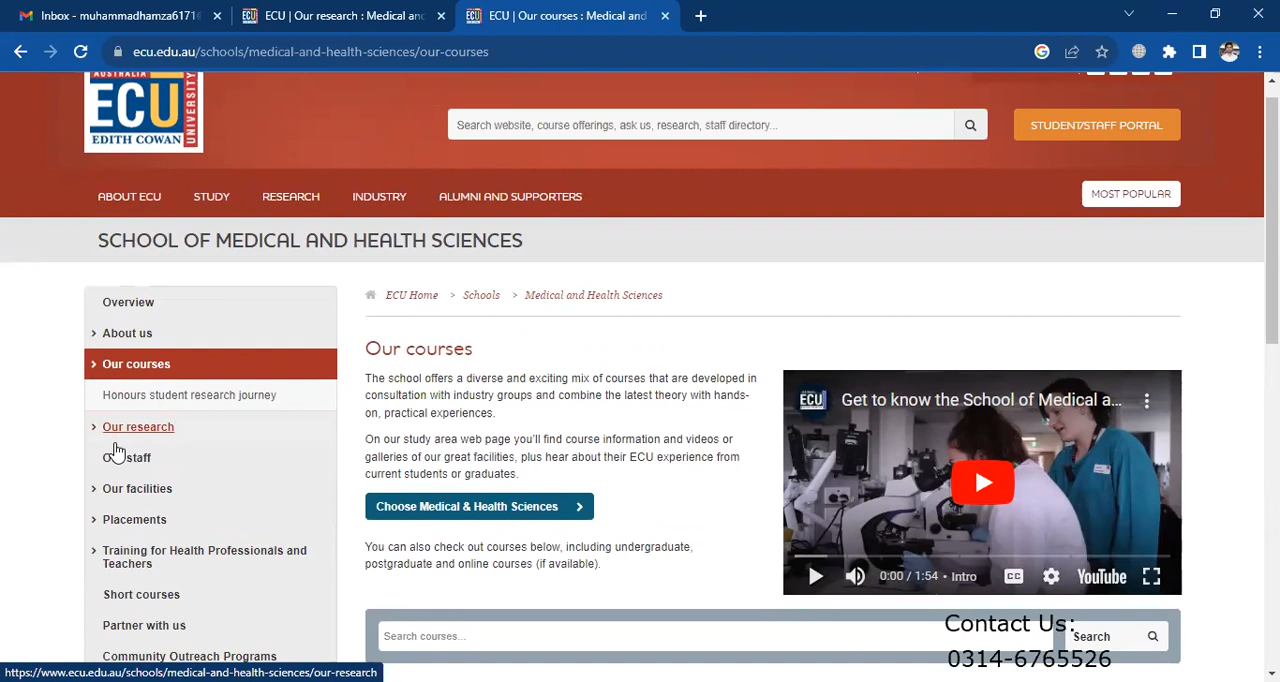 Inbox - muhammadhamza6171
ECU | Our research : Medical and
ECU | Our courses : Medical and
ecu.edu.au/schools/medical-and-health-sciences/our-courses
AUSTRALIA
ECU
UNIVERSITY
EDITH COWAN
Search website, course offerings, ask us, research, staff directory...
STUDENT/STAFF PORTAL
ABOUT ECU
STUDY
RESEARCH
INDUSTRY
ALUMNI AND SUPPORTERS
MOST POPULAR
SCHOOL OF MEDICAL AND HEALTH SCIENCES
Overview
About us
Our courses
Honours student research journey
Our research
staff
Our facilities
Placements
Training for Health Professionals and
Teachers
Short courses
Partner with us
Community Outreach Programs
https://www.ecu.edu.au/schools/medical-and-health-sciences/our-research
ECU Home > Schools > Medical and Health Sciences
Our courses
The school offers a diverse and exciting mix of courses that are developed in
consultation with industry groups and combine the latest theory with hands-
on, practical experiences.
On our study area web page you'll find course information and videos or
galleries of our great facilities, plus hear about their ECU experience from
current students or graduates.
Choose Medical & Health Sciences
You can also check out courses below, including undergraduate,
postgraduate and online courses (if available).
ECU
Get to know the School of Medical a...
0:00 / 1:54 • Intro
CC
YouTube
Search courses...
Search
Contact Us:
0314-6765526